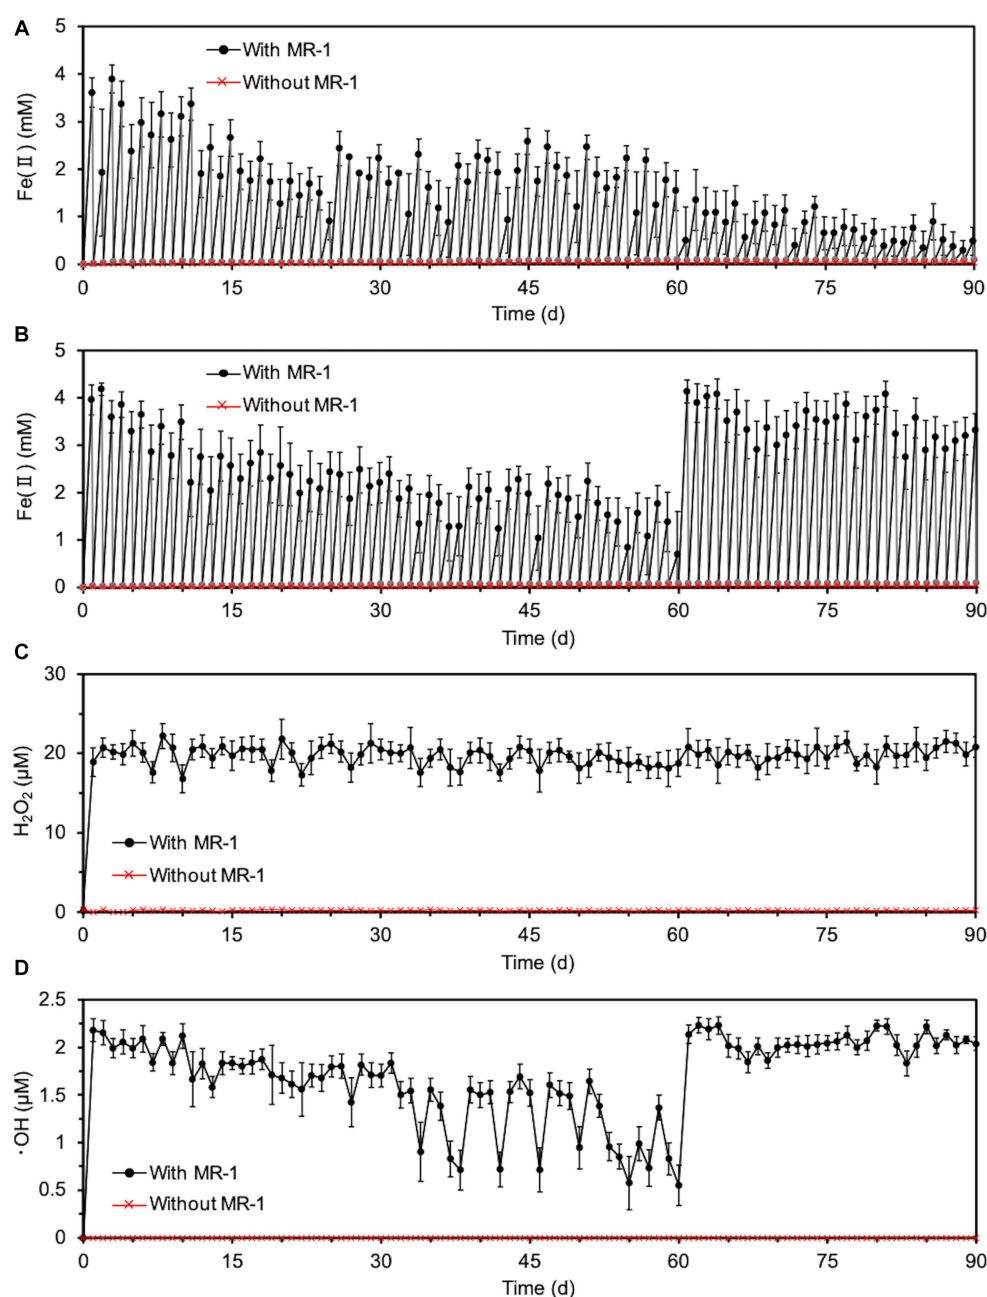 A
Fe(Ⅱ) (mM)
5
4
3
2
1
0
With MR-1
Without MR-1
0 15 30 45 60 75 90
Time (d)
B
Fe(Ⅱ) (mM)
5
4
3
2
1
0
With MR-1
Without MR-1
0 15 30 45 60 75 90
Time (d)
C
H₂O₂ (μM)
30
20
10
0
With MR-1
Without MR-1
0 15 30 45 60 75 90
Time (d)
D
·OH (μM)
2.5
2
1.5
1
0.5
0
With MR-1
Without MR-1
0 15 30 45 60 75 90
Time (d)